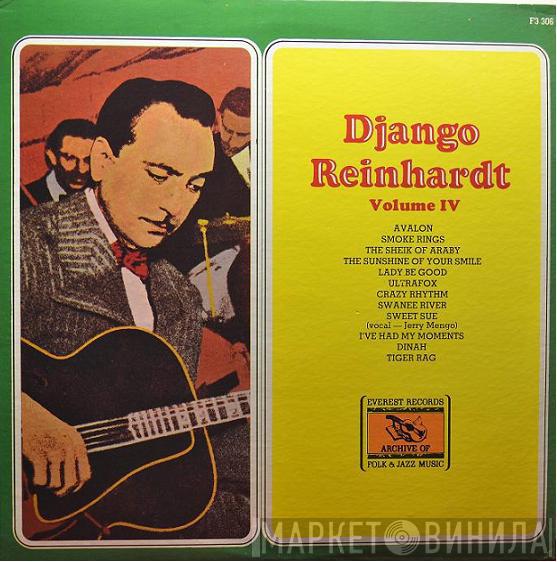 F3 306
Django
Reinhardt
Volume IV
AVALON
SMOKE RINGS
THE SHEIK OF ARABY
THE SUNSHINE OF YOUR SMILE
LADY BE GOOD
ULTRAFOX
CRAZY RHYTHM
SWANEE RIVER
SWEET SUE
(vocal — Jerry Mengo)
I'VE HAD MY MOMENTS
DINAH
TIGER RAG
EVEREST RECORDS
ARCHIVE OF
FOLK & JAZZ MUSIC
МАРКЕТ ВИНИЛА